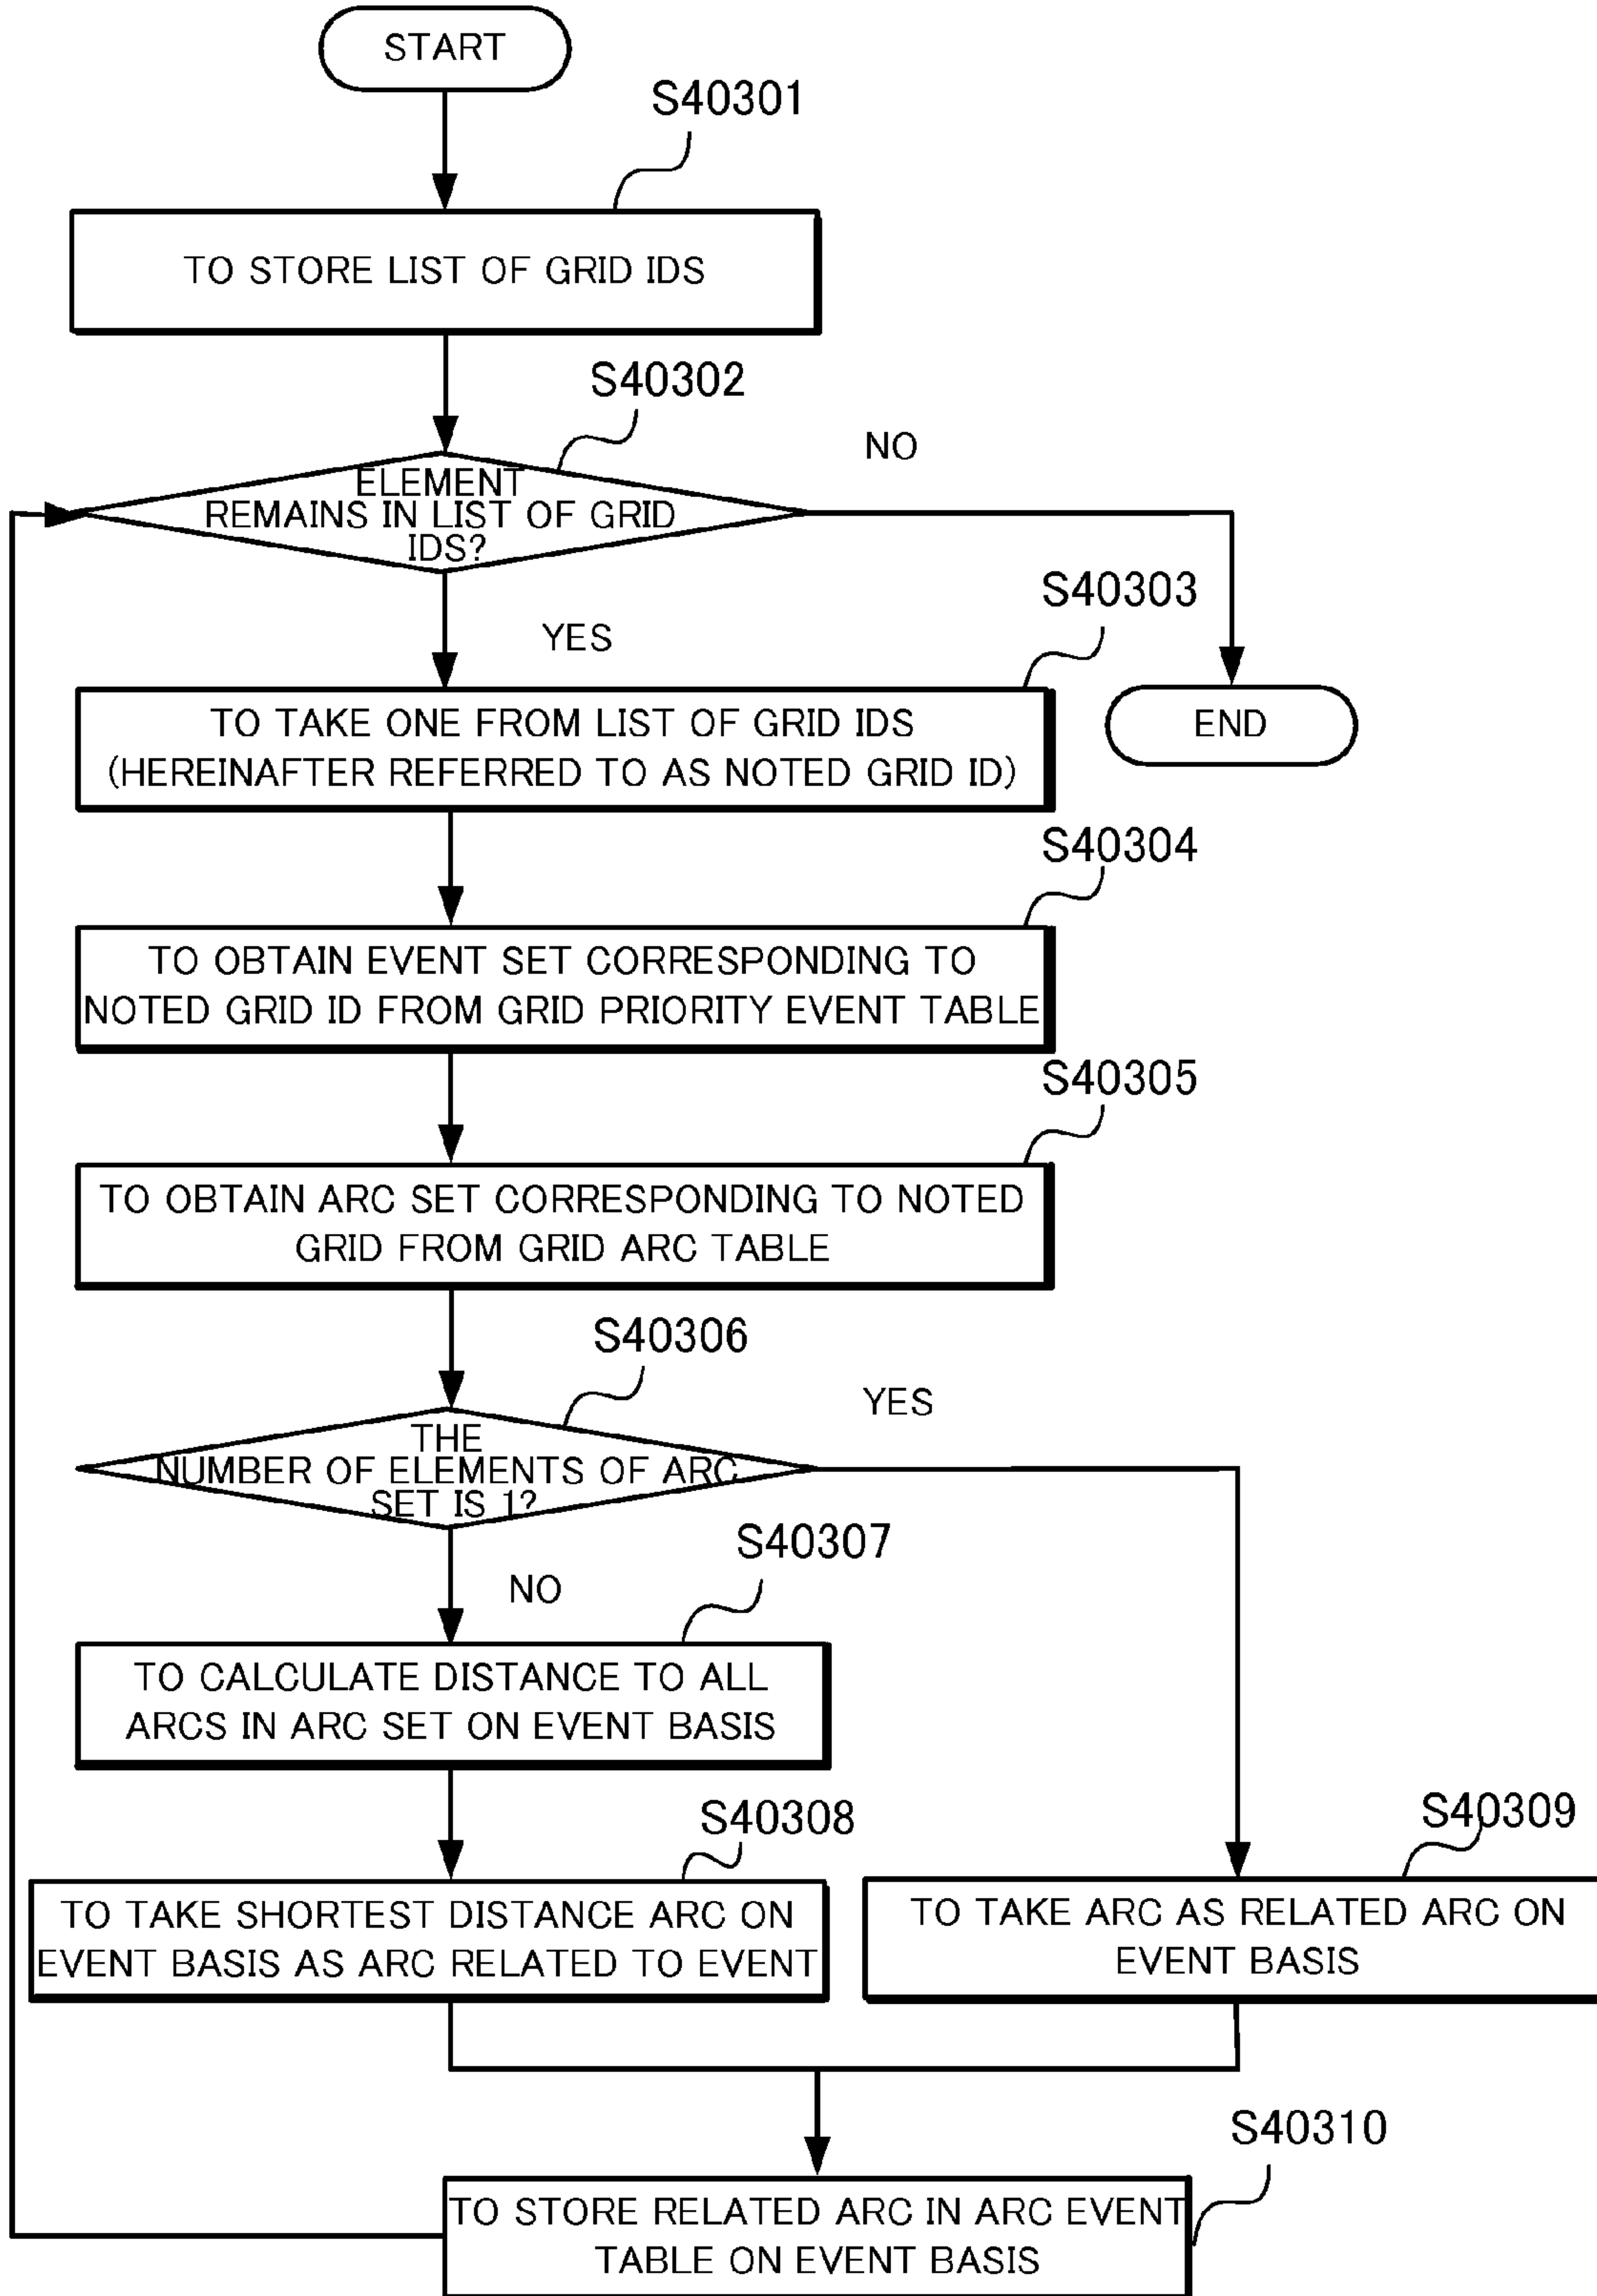 START
S40301
TO STORE LIST OF GRID IDS
S40302
NO
ELEMENT
REMAINS IN LIST OF GRID
IDS?
S40303
YES
TO TAKE ONE FROM LIST OF GRID IDS
(HEREINAFTER REFERRED TO AS NOTED GRID ID)
END
S40304
TO OBTAIN EVENT SET CORRESPONDING TO
NOTED GRID ID FROM GRID PRIORITY EVENT TABLE
S40305
TO OBTAIN ARC SET CORRESPONDING TO NOTED
GRID FROM GRID ARC TABLE
S40306
YES
THE
NUMBER OF ELEMENTS OF ARC
SET IS 1?
S40307
NO
TO CALCULATE DISTANCE TO ALL
ARCS IN ARC SET ON EVENT BASIS
S40308
S40309
TO TAKE SHORTEST DISTANCE ARC ON
EVENT BASIS AS ARC RELATED TO EVENT
TO TAKE ARC AS RELATED ARC ON
EVENT BASIS
S40310
TO STORE RELATED ARC IN ARC EVENT
TABLE ON EVENT BASIS